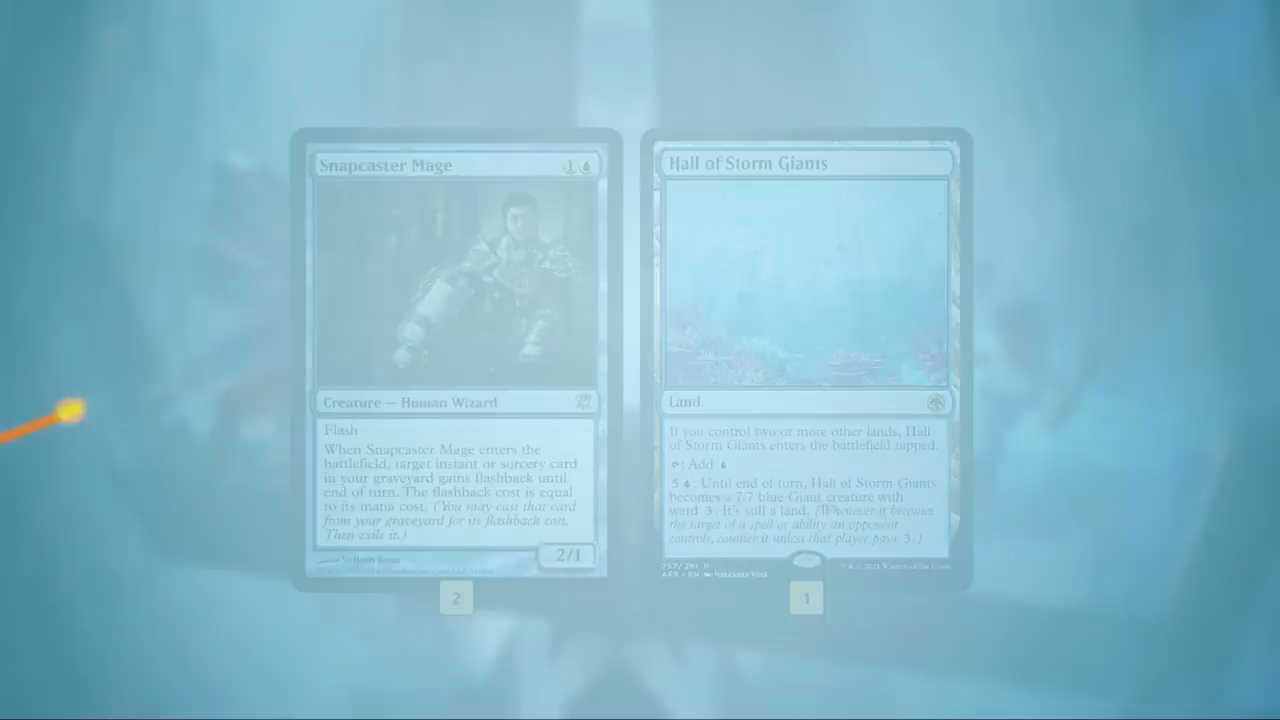 Snapcaster Mage 1
Creature — Human Wizard
Flash
When Snapcaster Mage enters the
battlefield, target instant or sorcery card
in your graveyard gains flashback until
end of turn. The flashback cost is equal
to its mana cost. (You may cast that card
from your graveyard for its flashback cost.
Then exile it.)
2/1
2
Hall of Storm Giants
Land
If you control two or more other lands, Hall
of Storm Giants enters the battlefield tapped.
: Add
5 : Until end of turn, Hall of Storm Giants
becomes a 7/7 blue Giant creature with
ward 3. It's still a land. (Whenever it becomes
the target of a spell or ability an opponent
controls, counter it unless that player pays 3.)
1